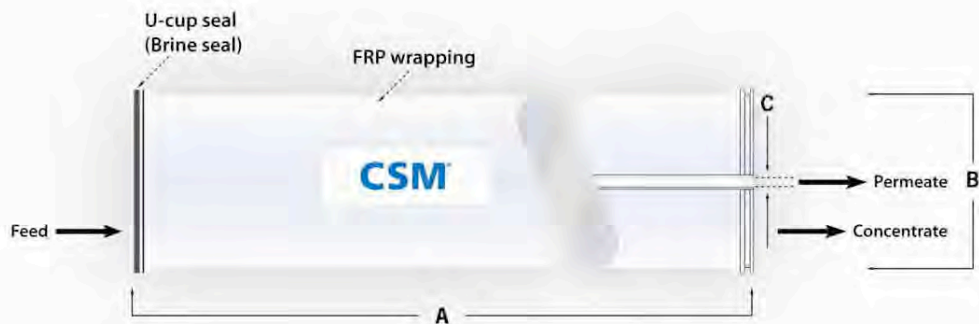 U-cup seal
(Brine seal)
FRP wrapping
C
CSM
Permeate
B
Feed
Concentrate
A